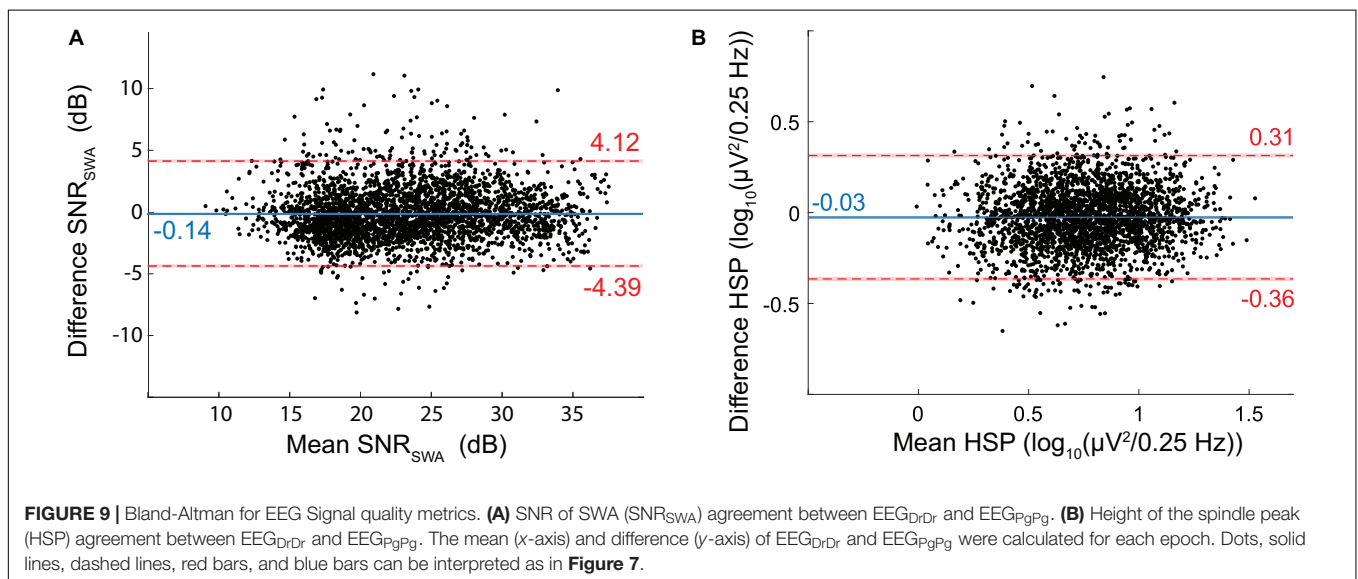 A
Difference SNR_SWA (dB)
10
5
0
-5
-10
4.12
-0.14
-4.39
10 15 20 25 30 35
Mean SNR_SWA (dB)
B
Difference HSP (log₁₀(µV²/0.25 Hz))
0.5
0
-0.5
0.31
-0.03
-0.36
0 0.5 1 1.5
Mean HSP (log₁₀(µV²/0.25 Hz))
FIGURE 9 | Bland-Altman for EEG Signal quality metrics. (A) SNR of SWA (SNR_SWA) agreement between EEG_DrDr and EEG_PgPg. (B) Height of the spindle peak
(HSP) agreement between EEG_DrDr and EEG_PgPg. The mean (x-axis) and difference (y-axis) of EEG_DrDr and EEG_PgPg were calculated for each epoch. Dots, solid
lines, dashed lines, red bars, and blue bars can be interpreted as in Figure 7.